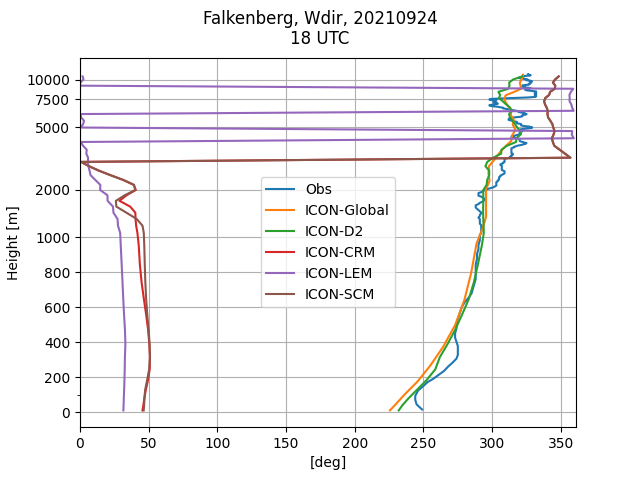 Falkenberg, Wdir, 20210924
18 UTC
Height [m]
10000
7500
5000
2000
1000
800
600
400
200
0
Obs
ICON-Global
ICON-D2
ICON-CRM
ICON-LEM
ICON-SCM
0 50 100 150 200 250 300 350
[deg]